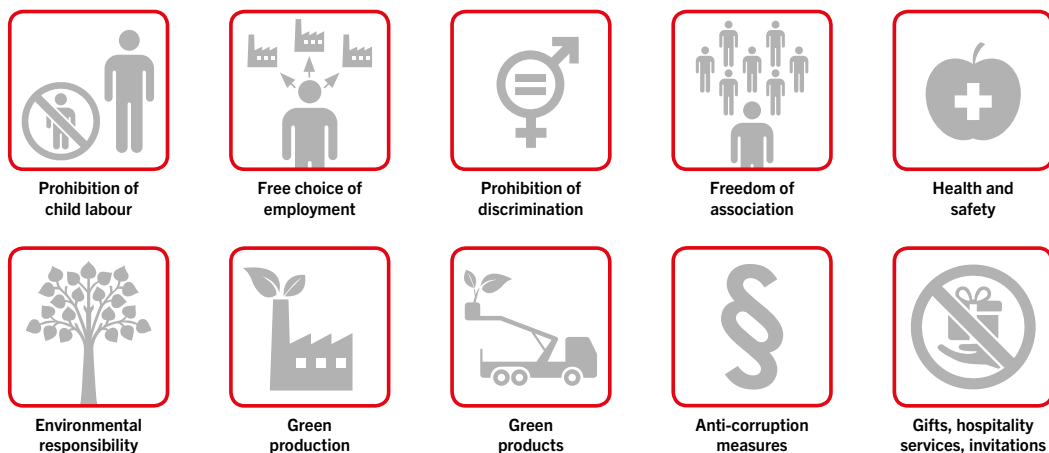 Prohibition of
child labour
Free choice of
employment
Prohibition of
discrimination
Freedom of
association
Health and
safety
Environmental
responsibility
Green
production
Green
products
Anti-corruption
measures
Gifts, hospitality
services, invitations